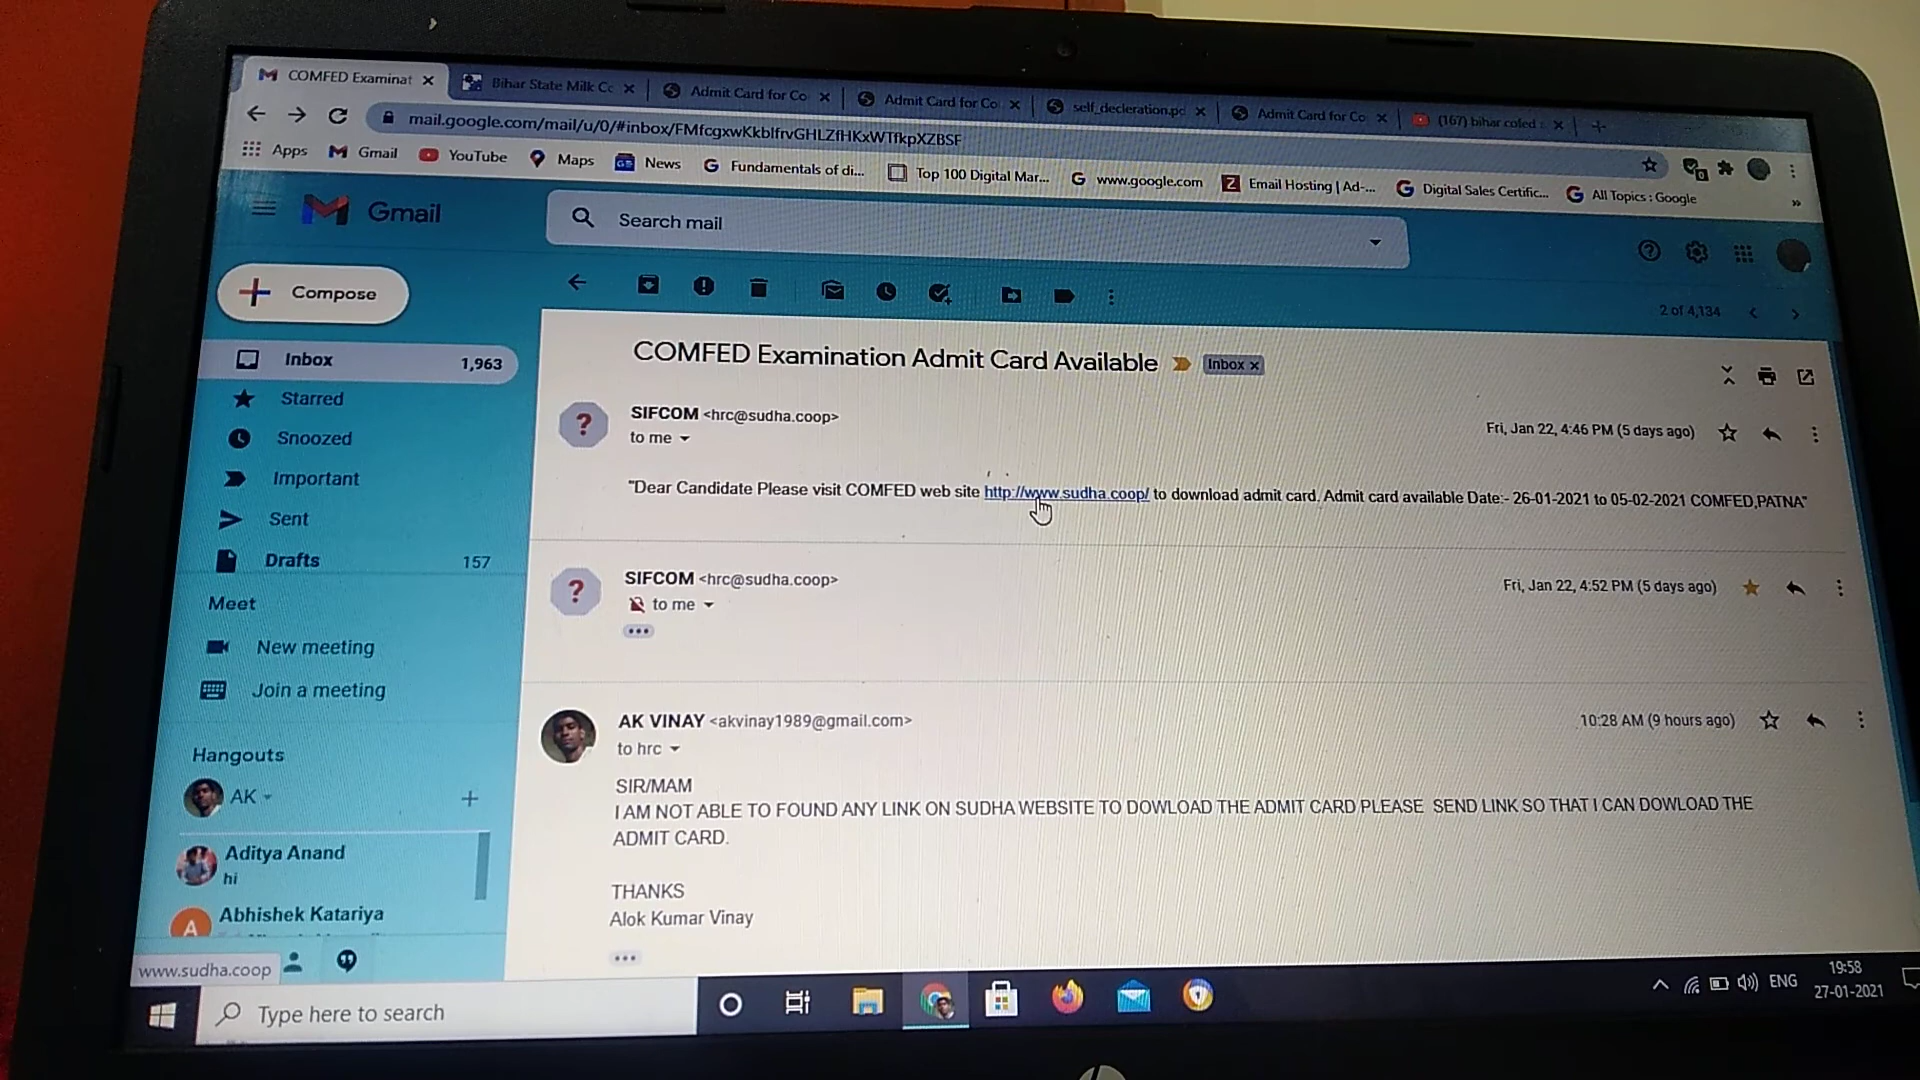 COMFED Examinat
Bihar State Milk Co
Admit Card for Co
Admit Card for Co
self_decleration.pd
Admit Card for Co
(167) bihar coled
mail.google.com/mail/u/0/#inbox/FMfcgxwKkblfrvGHLZfHKxWTfkpXZBSF
Apps
Gmail
YouTube
Maps
News
Fundamentals of di...
Top 100 Digital Mar...
www.google.com
Email Hosting | Ad-...
Digital Sales Certific...
All Topics : Google
»
Gmail
Search mail
Compose
2 of 4,134
Inbox 1,963
Starred
Snoozed
Important
Sent
Drafts 157
Meet
New meeting
Join a meeting
Hangouts
AK
Aditya Anand
hi
A
Abhishek Katariya
www.sudha.coop
COMFED Examination Admit Card Available Inbox x
SIFCOM <hrc@sudha.coop>
Fri, Jan 22, 4:46 PM (5 days ago)
to me
"Dear Candidate Please visit COMFED web site http://www.sudha.coop/ to download admit card. Admit card available Date:- 26-01-2021 to 05-02-2021 COMFED,PATNA"
SIFCOM <hrc@sudha.coop>
Fri, Jan 22, 4:52 PM (5 days ago)
to me
AK VINAY <akvinay1989@gmail.com>
10:28 AM (9 hours ago)
to hrc
SIR/MAM
I AM NOT ABLE TO FOUND ANY LINK ON SUDHA WEBSITE TO DOWLOAD THE ADMIT CARD PLEASE SEND LINK SO THAT I CAN DOWLOAD THE
ADMIT CARD.
THANKS
Alok Kumar Vinay
Type here to search
ENG
19:58
27-01-2021
hp